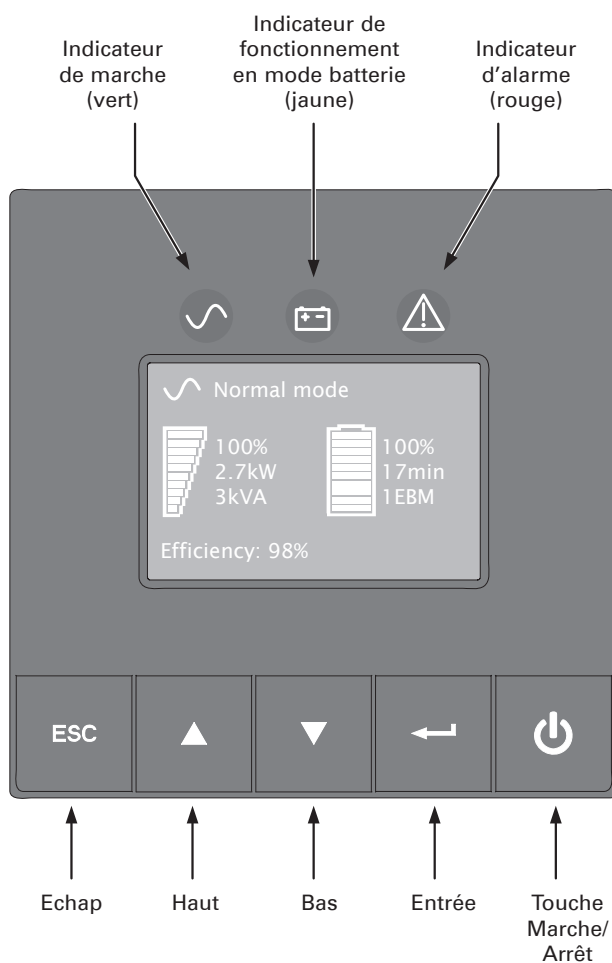 Indicateur
de marche
(vert)
Indicateur de
fonctionnement
en mode batterie
(jaune)
Indicateur
d'alarme
(rouge)
Normal mode
100%
2.7kW
3kVA
100%
17min
1EBM
Efficiency: 98%
ESC
Echap
Haut
Bas
Entrée
Touche
Marche/
Arrêt